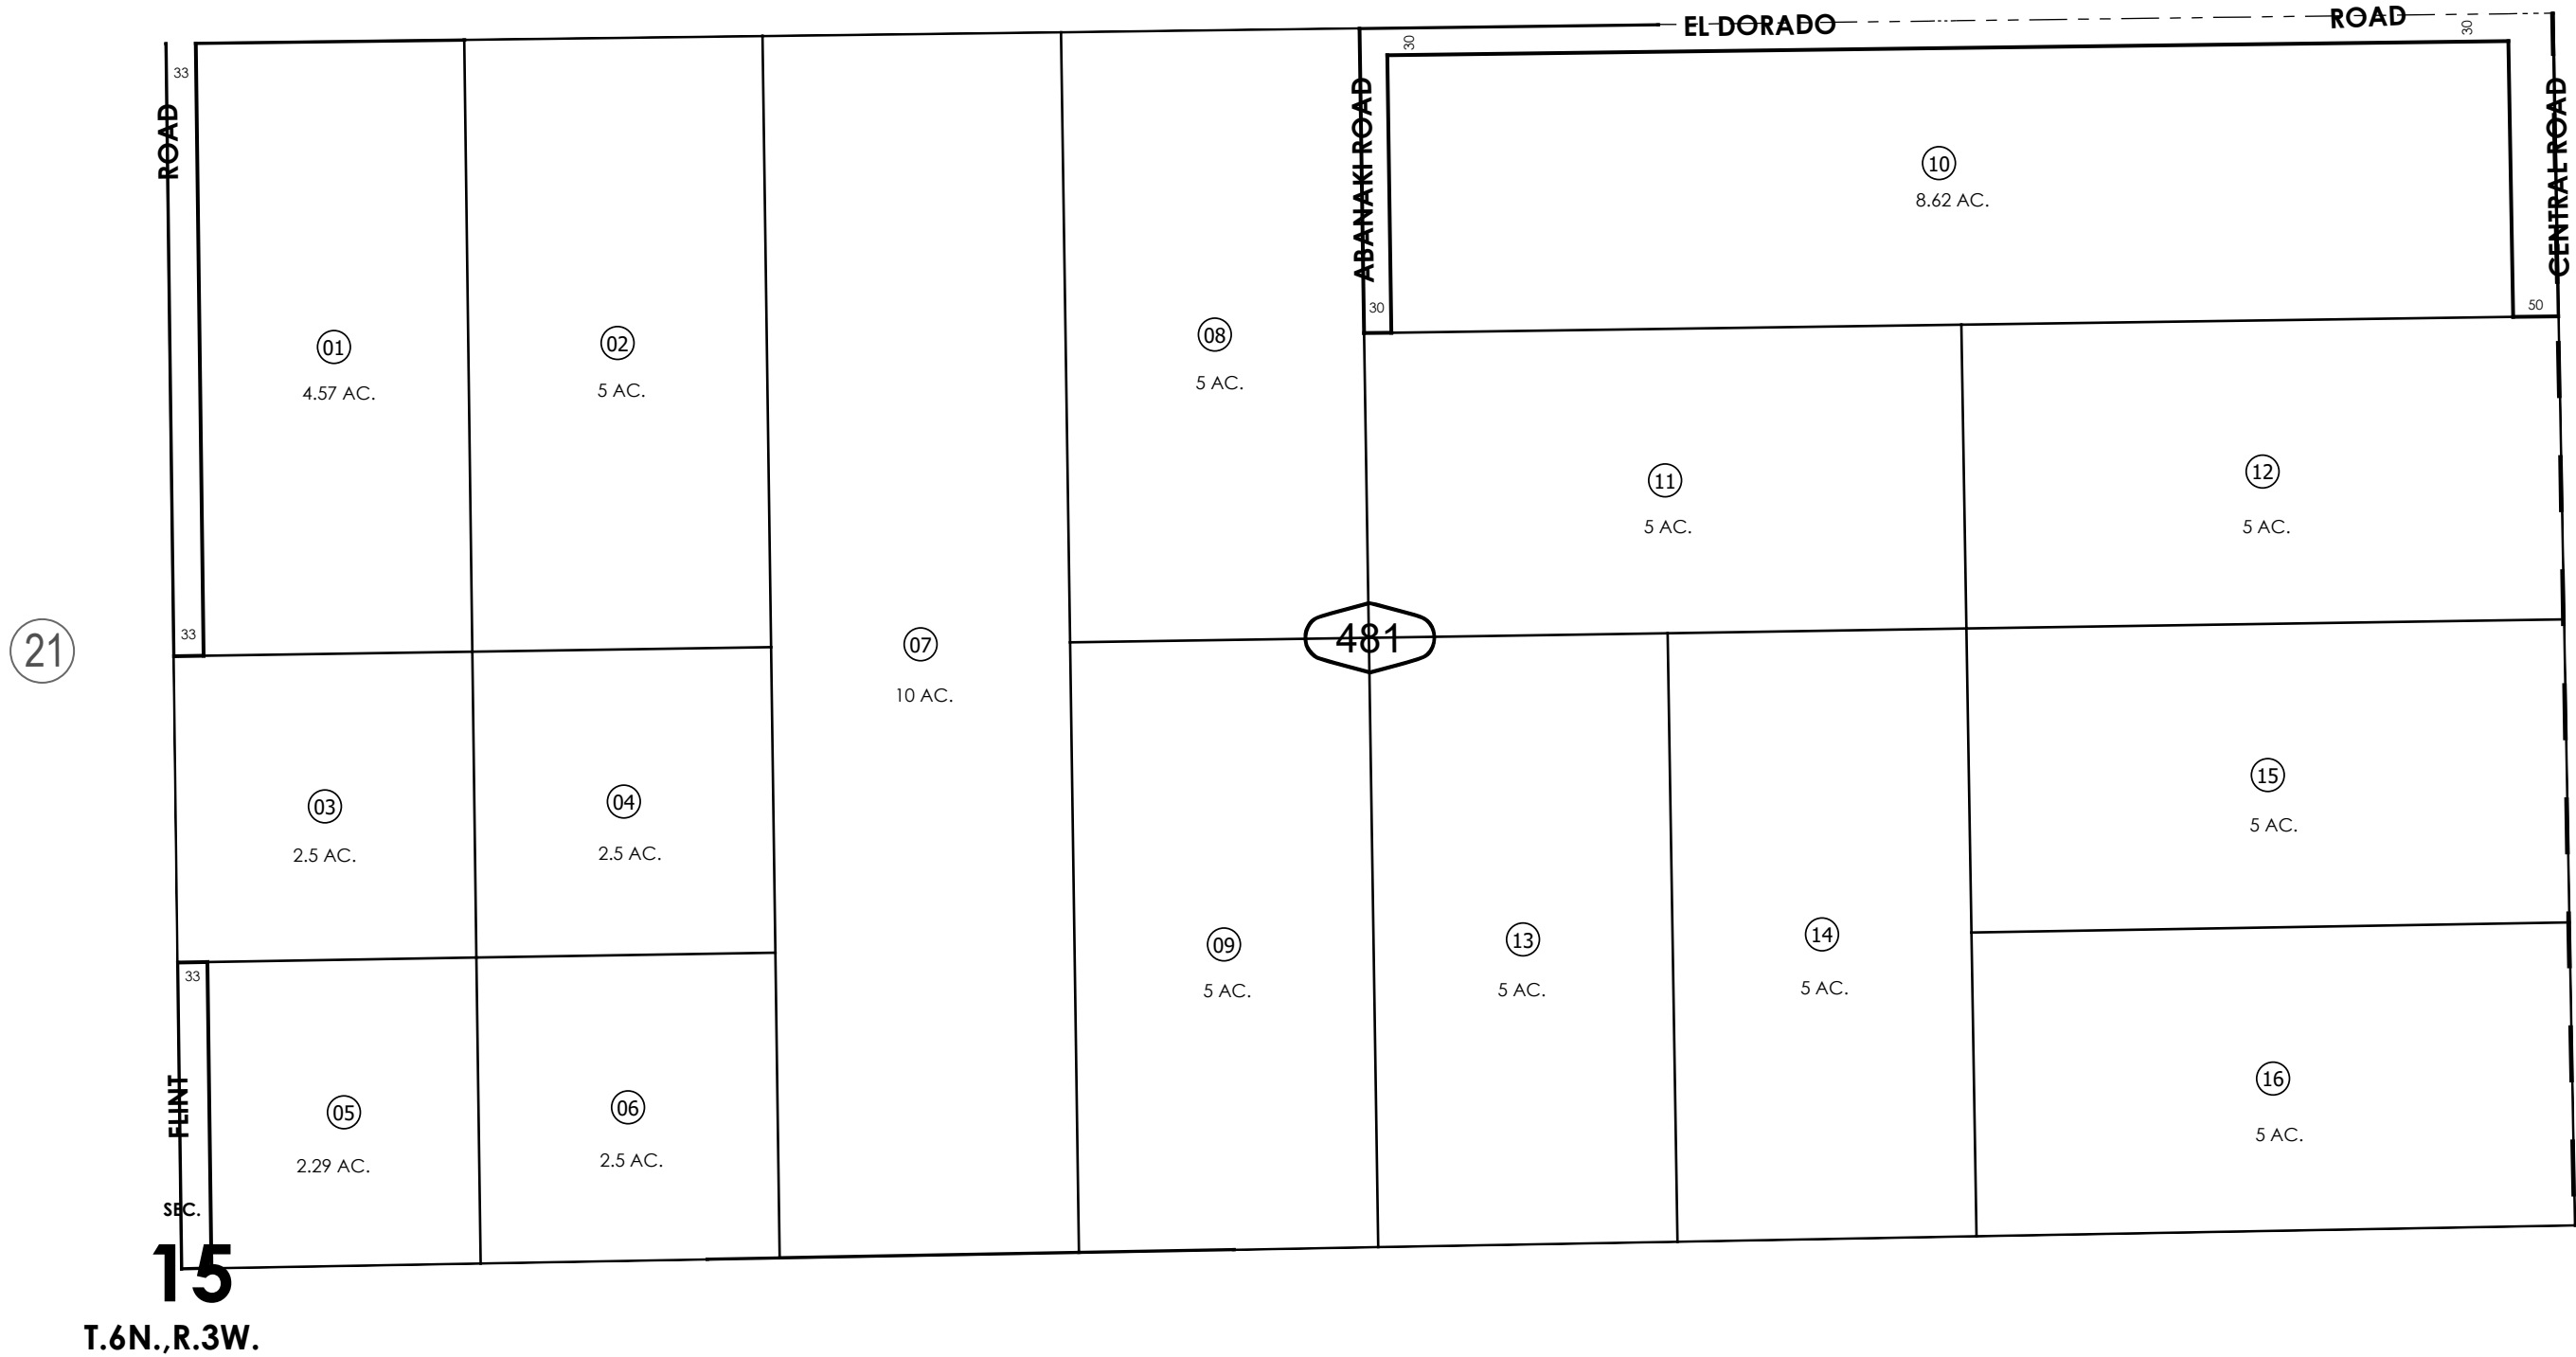 EL DORADO
ROAD
30
30
33
ROAD
ABANAKI ROAD
CENTRAL ROAD
10
8.62 AC.
30
50
01
4.57 AC.
02
5 AC.
08
5 AC.
11
5 AC.
12
5 AC.
33
21
07
10 AC.
481
03
2.5 AC.
04
2.5 AC.
15
5 AC.
09
5 AC.
13
5 AC.
14
5 AC.
33
FLINT
05
2.29 AC.
06
2.5 AC.
16
5 AC.
SEC.
15
T.6N.,R.3W.